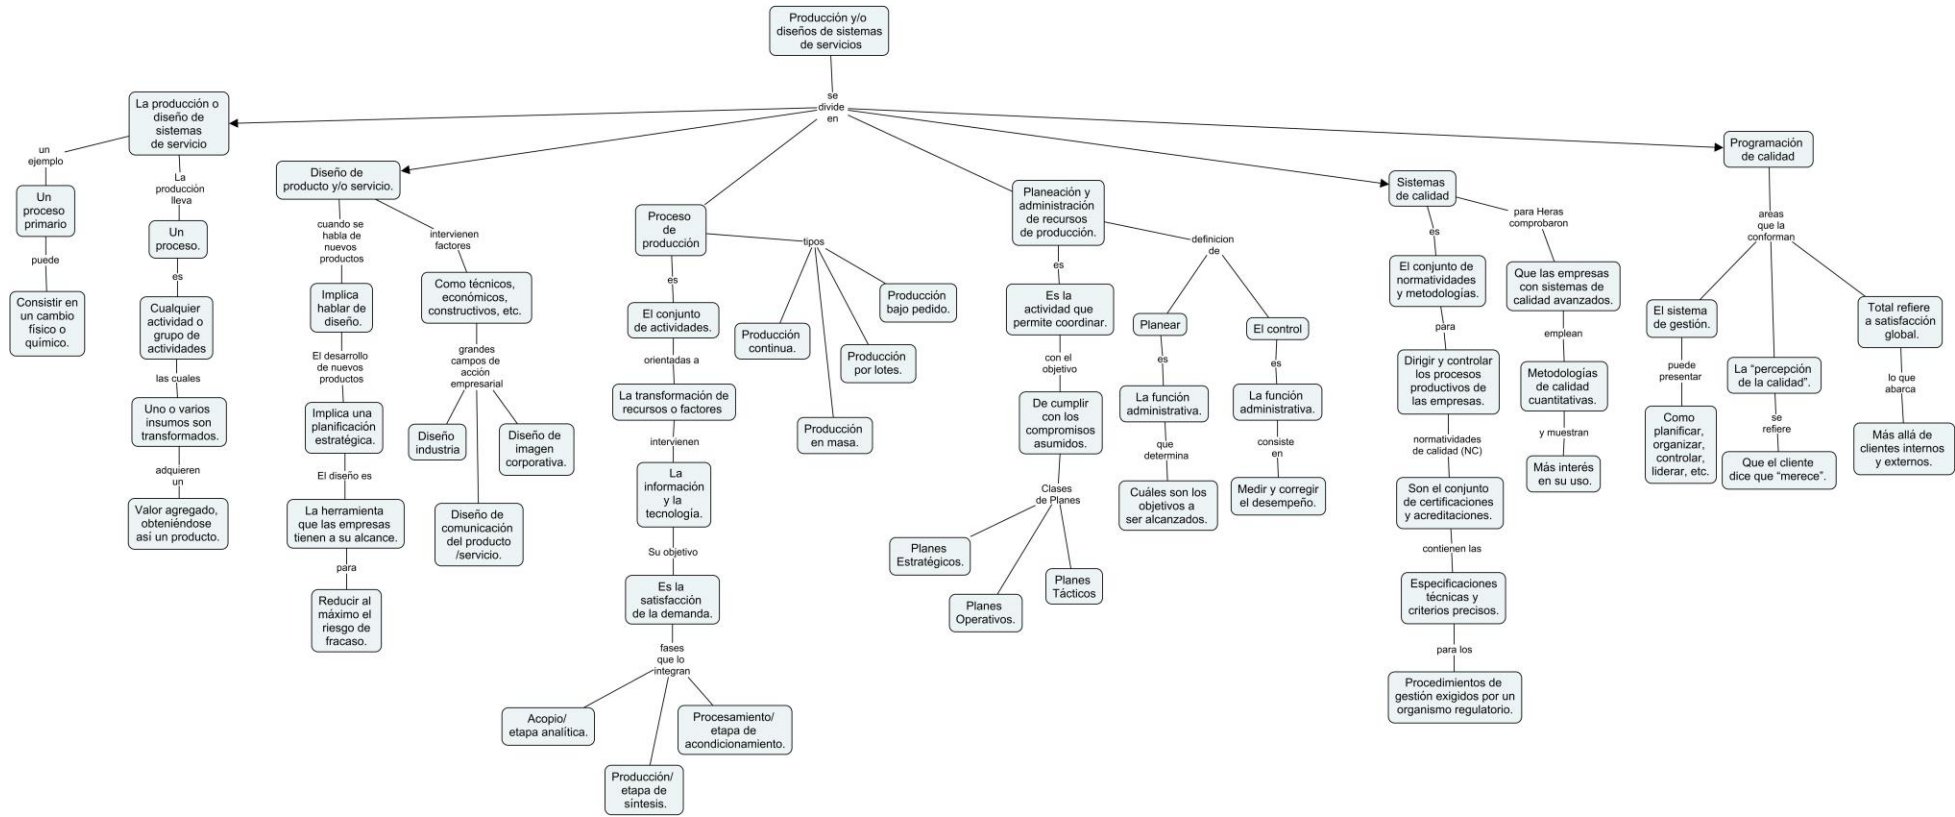 Producción y/o
diseños de sistemas
de servicios
se
divide
en
La producción o
diseño de
sistemas
de servicio
un
ejemplo
Un
proceso
primario
puede
Consistir en
un cambio
físico o
químico.
La
producción
lleva
Un
proceso.
es
Cualquier
actividad o
grupo de
actividades
las cuales
Uno o varios
insumos son
transformados.
adquieren
un
Valor agregado,
obteniéndose
así un producto.
Diseño de
producto y/o servicio.
cuando se
habla de
nuevos
productos
Implica
hablar de
diseño.
El desarrollo
de nuevos
productos
Implica una
planificación
estratégica.
El diseño es
La herramienta
que las empresas
tienen a su alcance.
para
Reducir al
máximo el
riesgo de
fracaso.
intervienen
factores
Como técnicos,
económicos,
constructivos, etc.
grandes
campos de
acción
empresarial
Diseño
industria
Diseño de
comunicación
del producto
/servicio.
Diseño de
imagen
corporativa.
Proceso
de
producción
es
El conjunto
de actividades.
orientadas a
La transformación de
recursos o factores
intervienen
La
información
y la
tecnología.
Su objetivo
Es la
satisfacción
de la demanda.
fases
que lo
integran
Acopio/
etapa analítica.
Producción/
etapa de
síntesis.
Procesamiento/
etapa de
acondicionamiento.
tipos
Producción
continua.
Producción
en masa.
Producción
por lotes.
Producción
bajo pedido.
Planeación y
administración
de recursos
de producción.
es
Es la
actividad que
permite coordinar.
con el
objetivo
De cumplir
con los
compromisos
asumidos.
Clases
de Planes
Planes
Estratégicos.
Planes
Operativos.
Planes
Tácticos
definicion
de
Planear
es
La función
administrativa.
que
determina
Cuáles son los
objetivos a
ser alcanzados.
El control
es
La función
administrativa.
consiste
en
Medir y corregir
el desempeño.
Sistemas
de calidad
es
El conjunto de
normatividades
y metodologías.
para
Dirigir y controlar
los procesos
productivos de
las empresas.
normatividades
de calidad (NC)
Son el conjunto
de certificaciones
y acreditaciones.
contienen las
Especificaciones
técnicas y
criterios precisos.
para los
Procedimientos de
gestión exigidos por un
organismo regulatorio.
para Heras
comprobaron
Que las empresas
con sistemas de
calidad avanzados.
emplean
Metodologías
de calidad
cuantitativas.
y muestran
Más interés
en su uso.
Programación
de calidad
areas
que la
conforman
El sistema
de gestión.
puede
presentar
Como
planificar,
organizar,
controlar,
liderar, etc.
La “percepción
de la calidad”.
se
refiere
Que el cliente
dice que “merece”.
Total refiere
a satisfacción
global.
lo que
abarca
Más allá de
clientes internos
y externos.